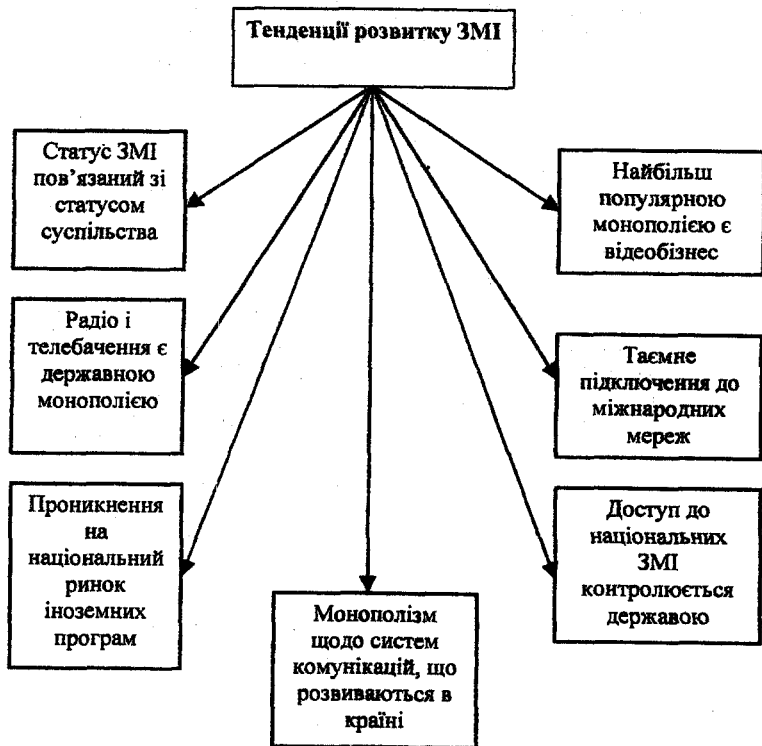 Тенденції розвитку ЗМІ
Статус ЗМІ
пов’язаний зі
статусом
суспільства
Найбільш
популярною
монополією є
відеобізнес
Радіо і
телебачення є
державною
монополією
Таємне
підключення до
міжнародних
мереж
Проникнення
на
національний
ринок
іноземних
програм
Доступ до
національних
ЗМІ
контролюється
державою
Монополізм
щодо систем
комунікацій, що
розвиваються в
країні